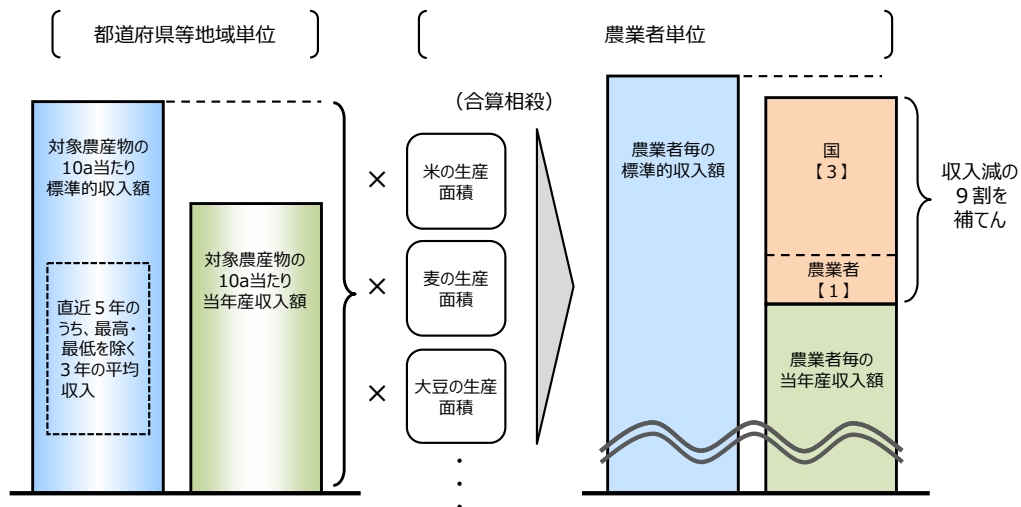 都道府県等地域単位
農業者単位
対象農産物の
10a当たり
標準的収入額
直近５年の
うち、最高・
最低を除く
３年の平均
収入
対象農産物の
10a当たり
当年産収入額
（合算相殺）
×
米の生産
面積
×
麦の生産
面積
×
大豆の生産
面積
・
・
・
農業者毎の
標準的収入額
国
【３】
農業者
【１】
農業者毎の
当年産収入額
収入減の
９割を
補てん